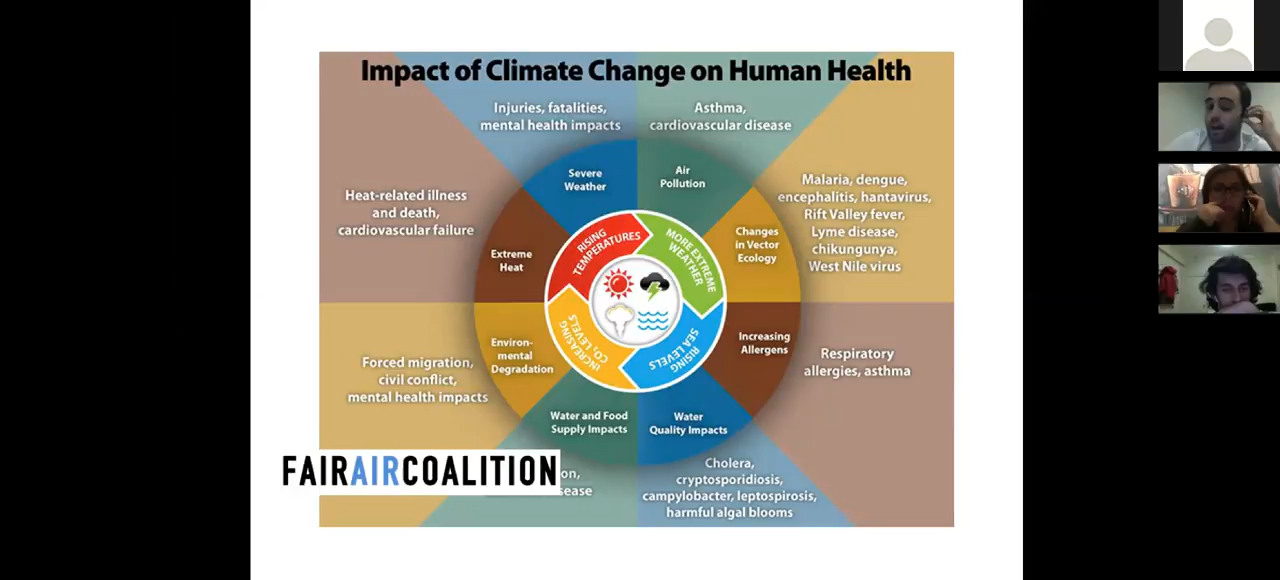 Impact of Climate Change on Human Health
Injuries, fatalities,
mental health impacts
Asthma,
cardiovascular disease
Severe
Weather
Air
Pollution
Heat-related illness
and death,
cardiovascular failure
Malaria, dengue,
encephalitis, hantavirus,
Rift Valley fever,
Lyme disease,
chikungunya,
West Nile virus
Extreme
Heat
Changes
in Vector
Ecology
RISING
TEMPERATURES
MORE EXTREME
WEATHER
INCREASING
CO₂ LEVELS
RISING
SEA LEVELS
Environ-
mental
Degradation
Increasing
Allergens
Forced migration,
civil conflict,
mental health impacts
Respiratory
allergies, asthma
Water and Food
Supply Impacts
Water
Quality Impacts
FAIRAIRCOALITION
Cholera,
cryptosporidiosis,
campylobacter, leptospirosis,
harmful algal blooms